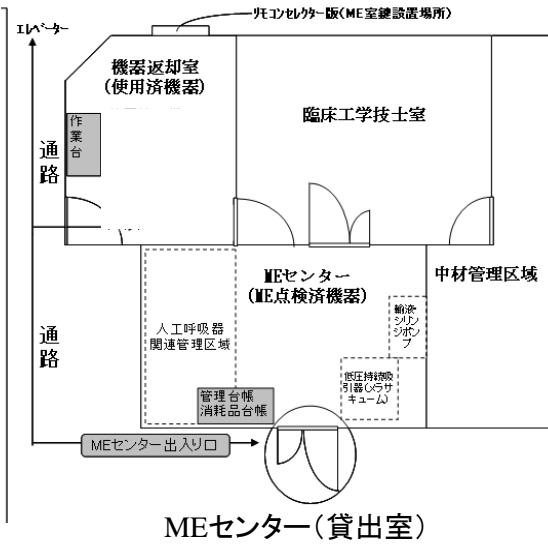 リモコンセレクター版(ME室鍵設置場所)
エレベーター
機器返却室
(使用済機器)
臨床工学技士室
作業台
通路
MEセンター
(ME点検済機器)
中材管理区域
人工呼吸器
関連管理区域
輸液・シリンジポンプ
通路
低圧持続吸
引器(メラサ
キューム)
管理台帳
消耗品台帳
MEセンター出入り口
MEセンター(貸出室)